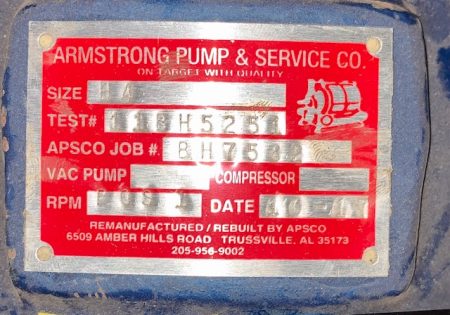 ARMSTRONG PUMP & SERVICE CO.
ON TARGET WITH QUALITY
SIZE
TEST#
APSCO JOB #
VAC PUMP COMPRESSOR
RPM DATE
REMANUFACTURED / REBUILT BY APSCO
6509 AMBER HILLS ROAD TRUSSVILLE, AL 35173
205-956-9002